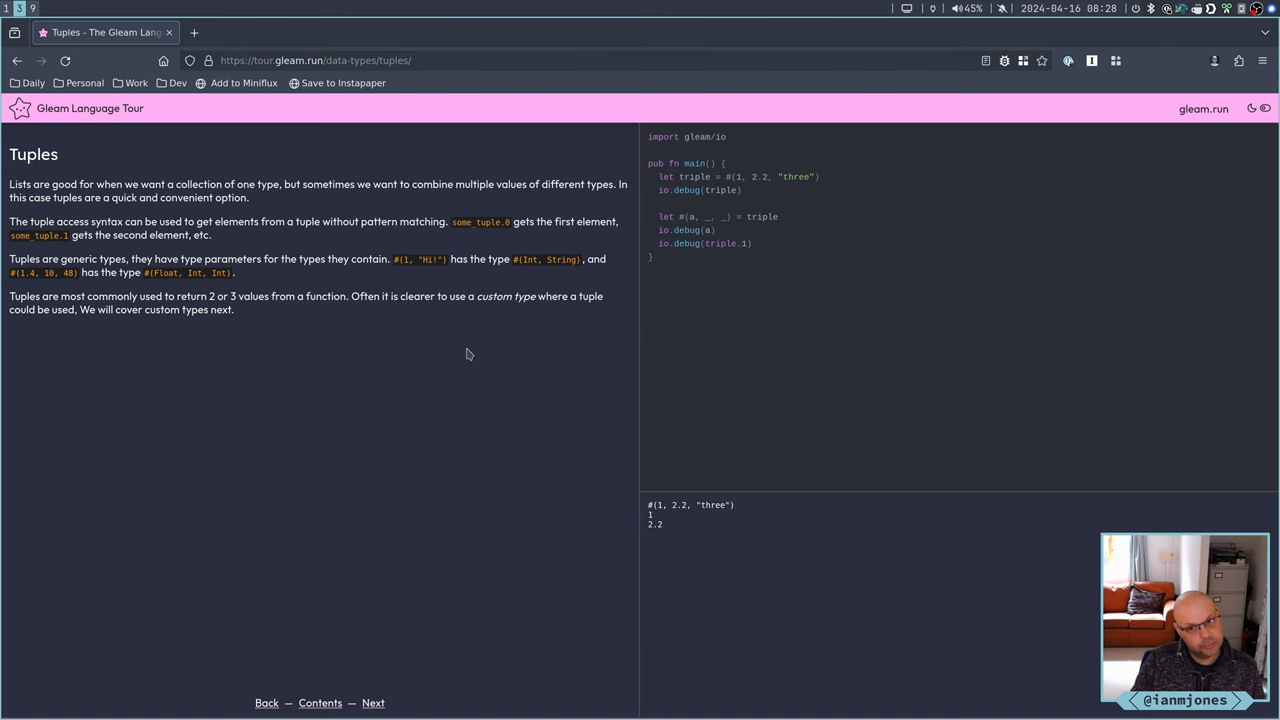 1 3 9
45%
2024-04-16 08:28
Tuples - The Gleam Lang
https://tour.gleam.run/data-types/tuples/
Daily
Personal
Work
Dev
Add to Miniflux
Save to Instapaper
Gleam Language Tour
gleam.run
Tuples
Lists are good for when we want a collection of one type, but sometimes we want to combine multiple values of different types. In
this case tuples are a quick and convenient option.
The tuple access syntax can be used to get elements from a tuple without pattern matching. some_tuple.0 gets the first element,
some_tuple.1 gets the second element, etc.
Tuples are generic types, they have type parameters for the types they contain. #(1, "Hi!") has the type #(Int, String), and
#(1.4, 10, 48) has the type #(Float, Int, Int).
Tuples are most commonly used to return 2 or 3 values from a function. Often it is clearer to use a custom type where a tuple
could be used, We will cover custom types next.
Back — Contents — Next
import gleam/io
pub fn main() {
let triple = #(1, 2.2, "three")
io.debug(triple)
let #(a, _, _) = triple
io.debug(a)
io.debug(triple.1)
}
#(1, 2.2, "three")
1
2.2
@ianmjones